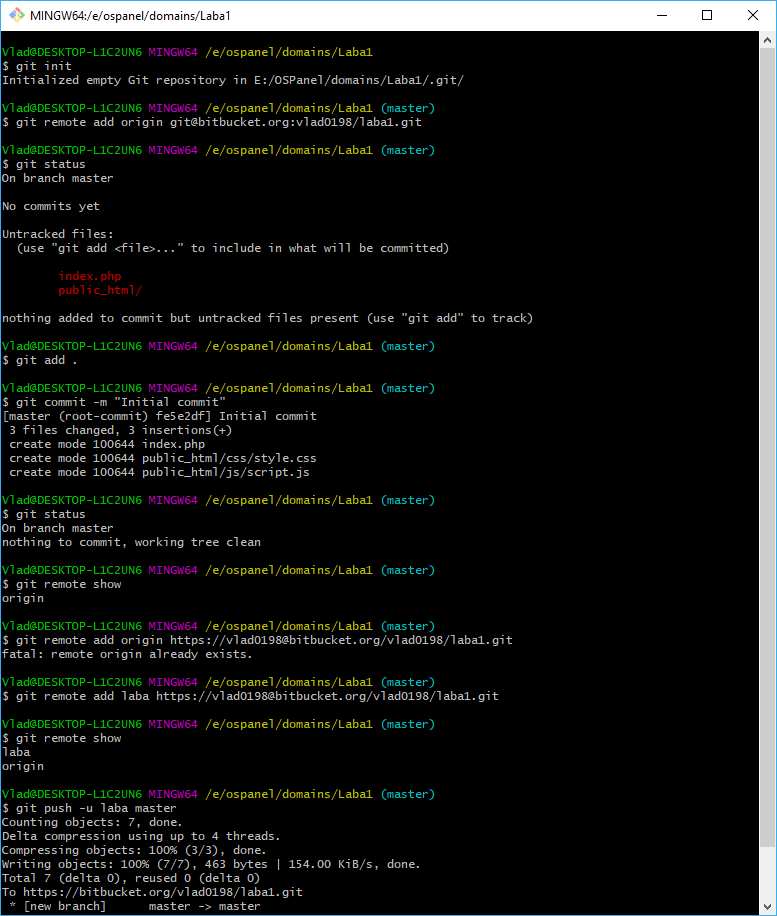 MINGW64:/e/ospanel/domains/Laba1
Vlad@DESKTOP-L1C2UN6 MINGW64 /e/ospanel/domains/Laba1
$ git init
Initialized empty Git repository in E:/OSPanel/domains/Laba1/.git/
Vlad@DESKTOP-L1C2UN6 MINGW64 /e/ospanel/domains/Laba1 (master)
$ git remote add origin git@bitbucket.org:vlad0198/laba1.git
Vlad@DESKTOP-L1C2UN6 MINGW64 /e/ospanel/domains/Laba1 (master)
$ git status
On branch master
No commits yet
Untracked files:
  (use "git add <file>..." to include in what will be committed)
        index.php
        public_html/
nothing added to commit but untracked files present (use "git add" to track)
Vlad@DESKTOP-L1C2UN6 MINGW64 /e/ospanel/domains/Laba1 (master)
$ git add .
Vlad@DESKTOP-L1C2UN6 MINGW64 /e/ospanel/domains/Laba1 (master)
$ git commit -m "Initial commit"
[master (root-commit) fe5e2df] Initial commit
 3 files changed, 3 insertions(+)
 create mode 100644 index.php
 create mode 100644 public_html/css/style.css
 create mode 100644 public_html/js/script.js
Vlad@DESKTOP-L1C2UN6 MINGW64 /e/ospanel/domains/Laba1 (master)
$ git status
On branch master
nothing to commit, working tree clean
Vlad@DESKTOP-L1C2UN6 MINGW64 /e/ospanel/domains/Laba1 (master)
$ git remote show
origin
Vlad@DESKTOP-L1C2UN6 MINGW64 /e/ospanel/domains/Laba1 (master)
$ git remote add origin https://vlad0198@bitbucket.org/vlad0198/laba1.git
fatal: remote origin already exists.
Vlad@DESKTOP-L1C2UN6 MINGW64 /e/ospanel/domains/Laba1 (master)
$ git remote add laba https://vlad0198@bitbucket.org/vlad0198/laba1.git
Vlad@DESKTOP-L1C2UN6 MINGW64 /e/ospanel/domains/Laba1 (master)
$ git remote show
laba
origin
Vlad@DESKTOP-L1C2UN6 MINGW64 /e/ospanel/domains/Laba1 (master)
$ git push -u laba master
Counting objects: 7, done.
Delta compression using up to 4 threads.
Compressing objects: 100% (3/3), done.
Writing objects: 100% (7/7), 463 bytes | 154.00 KiB/s, done.
Total 7 (delta 0), reused 0 (delta 0)
To https://bitbucket.org/vlad0198/laba1.git
 * [new branch]      master -> master